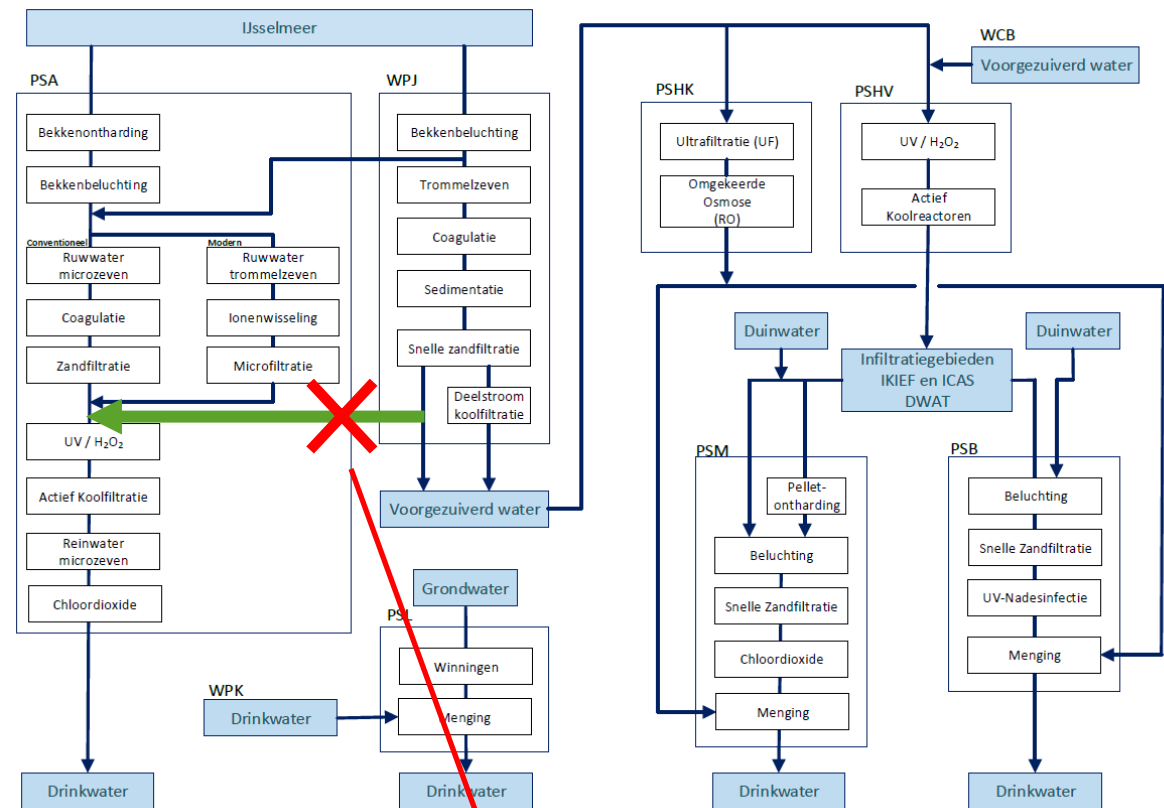 IJsselmeer
PSA
Bekkenontharding
Bekkenbeluchting
Conventioneel
Ruwwater
microzeven
Coagulatie
Zandfiltratie
Modern
Ruwwater
trommelzeven
Ionenwisseling
Microfiltratie
UV / H₂O₂
Actief Koolfiltratie
Reinwater
microzeven
Chloordioxide
Drinkwater
WPJ
Bekkenbeluchting
Trommelzeven
Coagulatie
Sedimentatie
Snelle zandfiltratie
Deelstroom
koolfiltratie
Voorgezuiverd water
Grondwater
PSL
Winningen
Menging
WPK
Drinkwater
Drinkwater
WCB
Voorgezuiverd water
PSHK
Ultrafiltratie (UF)
Omgekeerde
Osmose
(RO)
PSHV
UV / H₂O₂
Actief
Koolreactoren
Duinwater
Infiltratiegebieden
IKIEF en ICAS
DWAT
Duinwater
PSM
Pellet-
ontharding
Beluchting
Snelle Zandfiltratie
Chloordioxide
Menging
Drinkwater
PSB
Beluchting
Snelle Zandfiltratie
UV-Nadesinfectie
Menging
Drinkwater